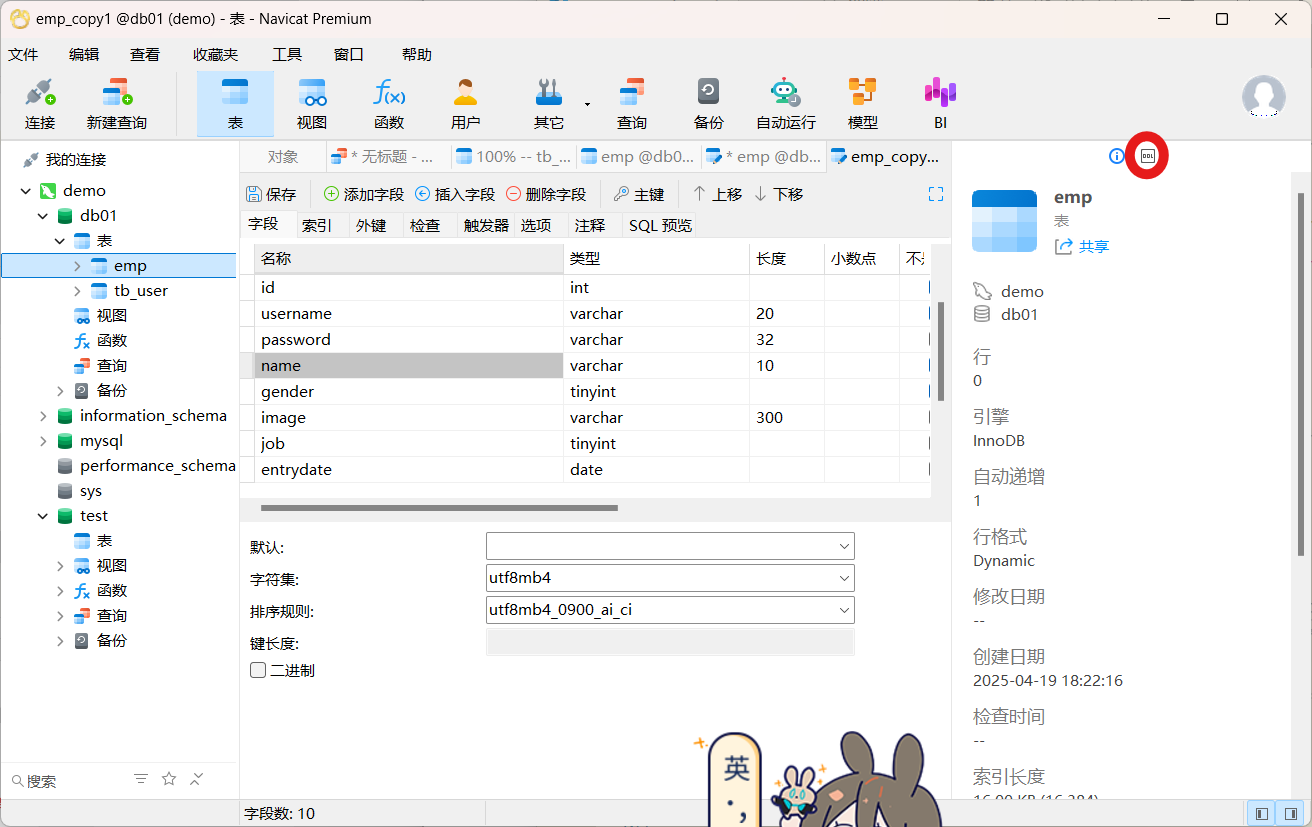 emp_copy1 @db01 (demo) - 表 - Navicat Premium
文件 编辑 查看 收藏夹 工具 窗口 帮助
连接 新建查询 表 视图 函数 用户 其它 查询 备份 自动运行 模型 BI
f(x)
我的连接
demo
db01
表
emp
tb_user
视图
函数
查询
备份
information_schema
mysql
performance_schema
sys
test
表
视图
函数
查询
备份
搜索
对象 * 无标题 - ... 100% -- tb_... emp @db0... * emp @db... emp_copy...
保存 添加字段 插入字段 删除字段 主键 上移 下移
字段 索引 外键 检查 触发器 选项 注释 SQL 预览
名称 类型 长度 小数点
id int
username varchar 20
password varchar 32
name varchar 10
gender tinyint
image varchar 300
job tinyint
entrydate date
默认:
字符集: utf8mb4
排序规则: utf8mb4_0900_ai_ci
键长度:
二进制
英
字段数: 10
DDL
emp
表
共享
demo
db01
行
0
引擎
InnoDB
自动递增
1
行格式
Dynamic
修改日期
--
创建日期
2025-04-19 18:22:16
检查时间
--
索引长度
16.00 KB (16,384)